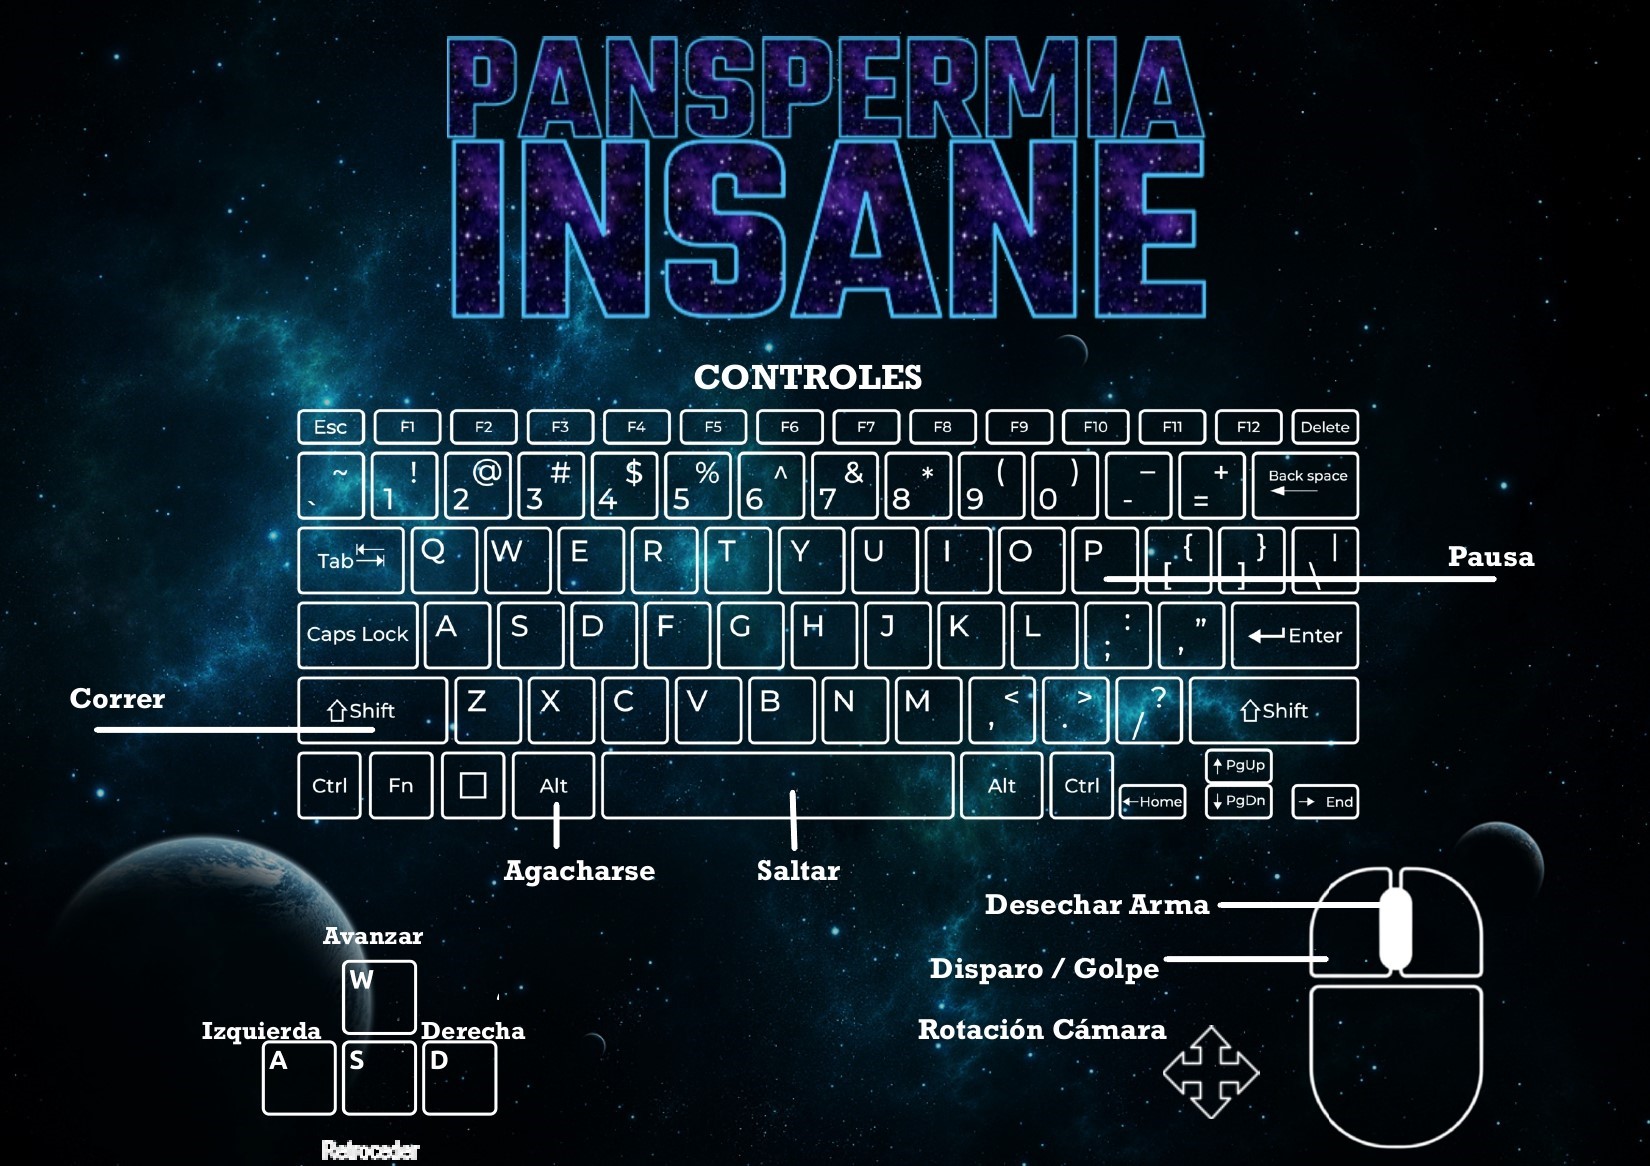 PANSPERMIA
INSANE
CONTROLES
Esc F1 F2 F3 F4 F5 F6 F7 F8 F9 F10 F11 F12 Delete
~ ` ! 1 @ 2 # 3 $ 4 % 5 ^ 6 & 7 * 8 ( 9 ) 0 – - + = Back space
Tab Q W E R T Y U I O P { [ } ] | \
Pausa
Caps Lock A S D F G H J K L : ; ” , Enter
Correr
Shift Z X C V B N M < , > . ? / Shift
Ctrl Fn Alt Alt Ctrl Home PgUp PgDn End
Agacharse Saltar
Desechar Arma
Disparo / Golpe
Rotación Cámara
Avanzar
W
Izquierda Derecha
A S D
Retroceder